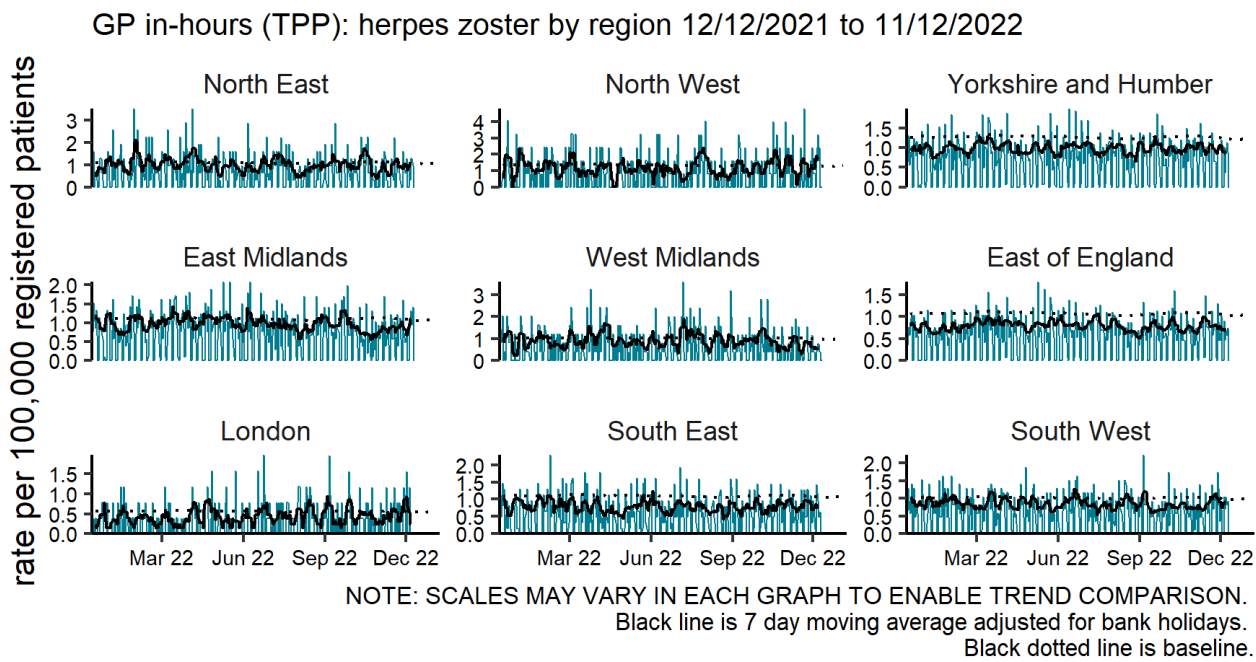 GP in-hours (TPP): herpes zoster by region 12/12/2021 to 11/12/2022
rate per 100,000 registered patients
North East
3
2
1
0
North West
4
3
2
1
0
Yorkshire and Humber
1.5
1.0
0.5
0.0
East Midlands
2.0
1.5
1.0
0.5
0.0
West Midlands
3
2
1
0
East of England
1.5
1.0
0.5
0.0
London
1.5
1.0
0.5
0.0
Mar 22 Jun 22 Sep 22 Dec 22
South East
2.0
1.5
1.0
0.5
0.0
Mar 22 Jun 22 Sep 22 Dec 22
South West
2.0
1.5
1.0
0.5
0.0
Mar 22 Jun 22 Sep 22 Dec 22
NOTE: SCALES MAY VARY IN EACH GRAPH TO ENABLE TREND COMPARISON.
Black line is 7 day moving average adjusted for bank holidays.
Black dotted line is baseline.